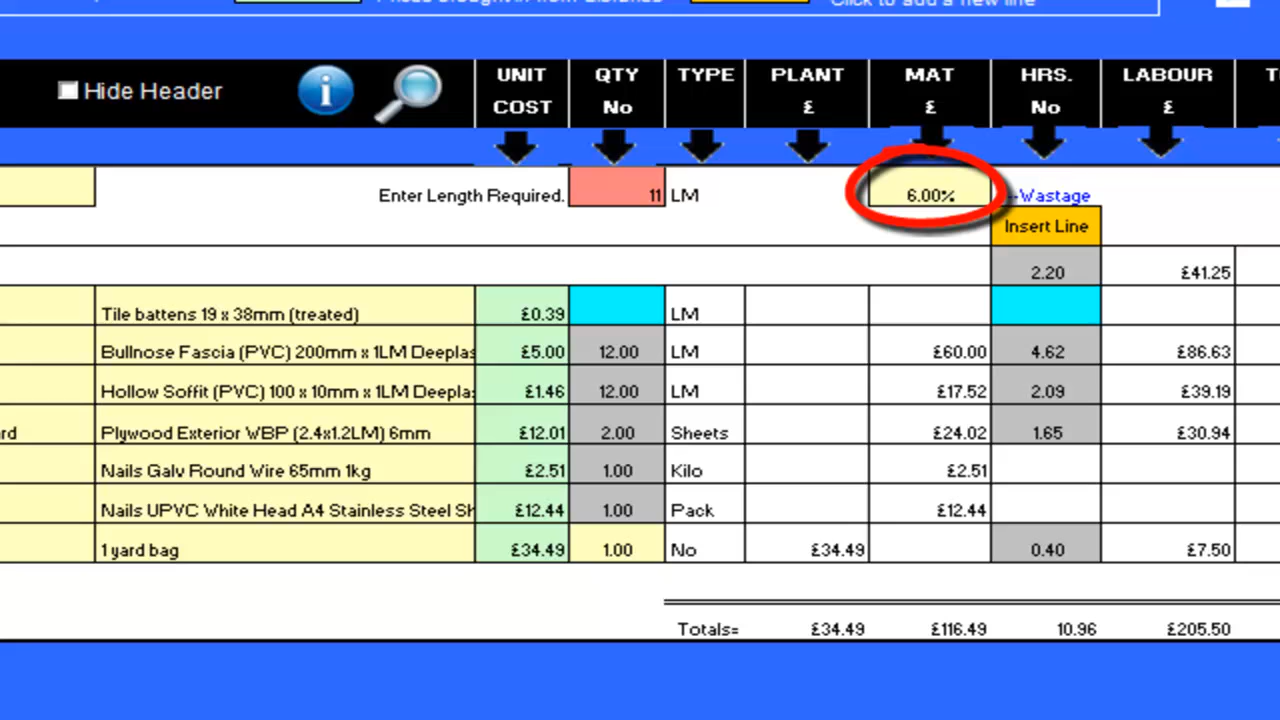 Click to add a new line
Hide Header
UNIT COST QTY No TYPE PLANT £ MAT £ HRS. No LABOUR £
Enter Length Required. 11 LM 6.00% Wastage
Insert Line
2.20 £41.25
Tile battens 19 x 38mm (treated) £0.39 LM
Bullnose Fascia (PVC) 200mm x 1LM Deeplas £5.00 12.00 LM £60.00 4.62 £86.63
Hollow Soffit (PVC) 100 x 10mm x 1LM Deepla £1.46 12.00 LM £17.52 2.09 £39.19
rd Plywood Exterior WBP (2.4x1.2LM) 6mm £12.01 2.00 Sheets £24.02 1.65 £30.94
Nails Galv Round Wire 65mm 1kg £2.51 1.00 Kilo £2.51
Nails UPVC White Head A4 Stainless Steel Sh £12.44 1.00 Pack £12.44
1 yard bag £34.49 1.00 No £34.49 0.40 £7.50
Totals= £34.49 £116.49 10.96 £205.50